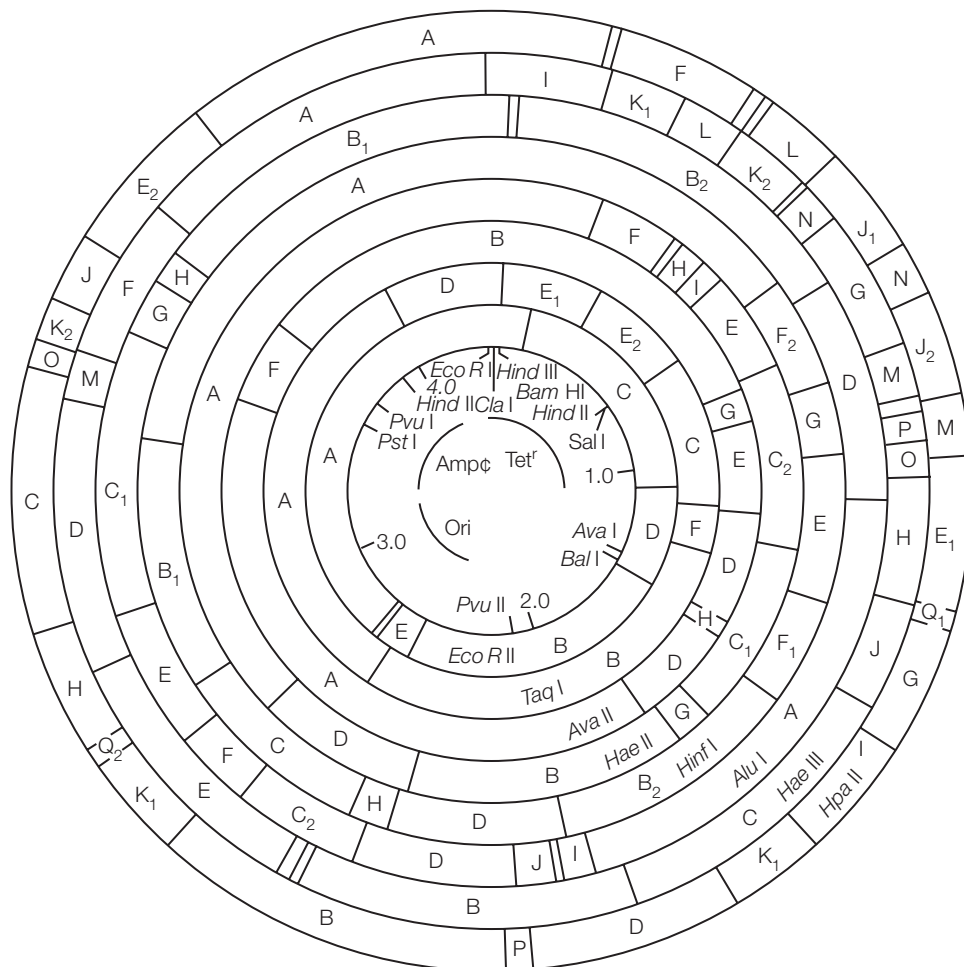 A
F
L
J₁
N
J₂
M
E₁
Q₁
G
I
Hpa II
K₁
D
P
B
K₁
Q₂
H
C
O
K₂
J
E₂
A
I
K₁
L
K₂
N
G
M
P
O
H
J
Hae III
C
B
E
D
M
F
B₁
B₂
D
A
Alu I
I
J
D
C₂
F
E
C₁
G
H
A
F₂
G
E
F₁
Hinf I
B₂
D
H
C
B₁
F
H
I
E
C₂
C₁
G
Hae II
B
D
A
B
G
E
D
H
D
Ava II
A
F
D
E₁
E₂
C
F
B
Taq I
A
C
D
B
Eco R II
E
A
Eco R I
Hind III
4.0
Bam HI
Hind II
Cla I
Hind II
Pvu I
Sal I
Pst I
Amp¢
Tetʳ
1.0
Ori
Ava I
3.0
Bal I
Pvu II
2.0